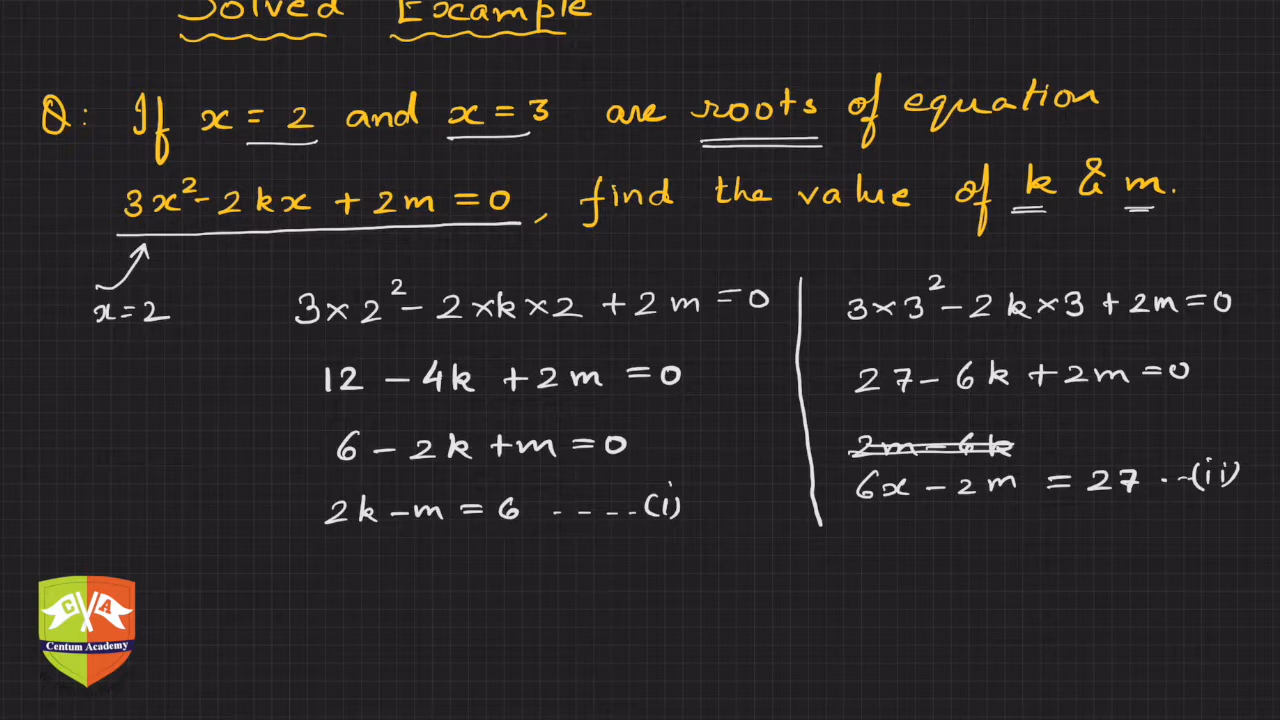 Solved Example
Q: If x = 2 and x = 3 are roots of equation
3x² - 2kx + 2m = 0, find the value of k & m.
x = 2
3 × 2² - 2 × k × 2 + 2m = 0
12 - 4k + 2m = 0
6 - 2k + m = 0
2k - m = 6 ---- (i)
3 × 3² - 2k × 3 + 2m = 0
27 - 6k + 2m = 0
2m - 6k
6x - 2m = 27 ... (ii)
C A
Centum Academy